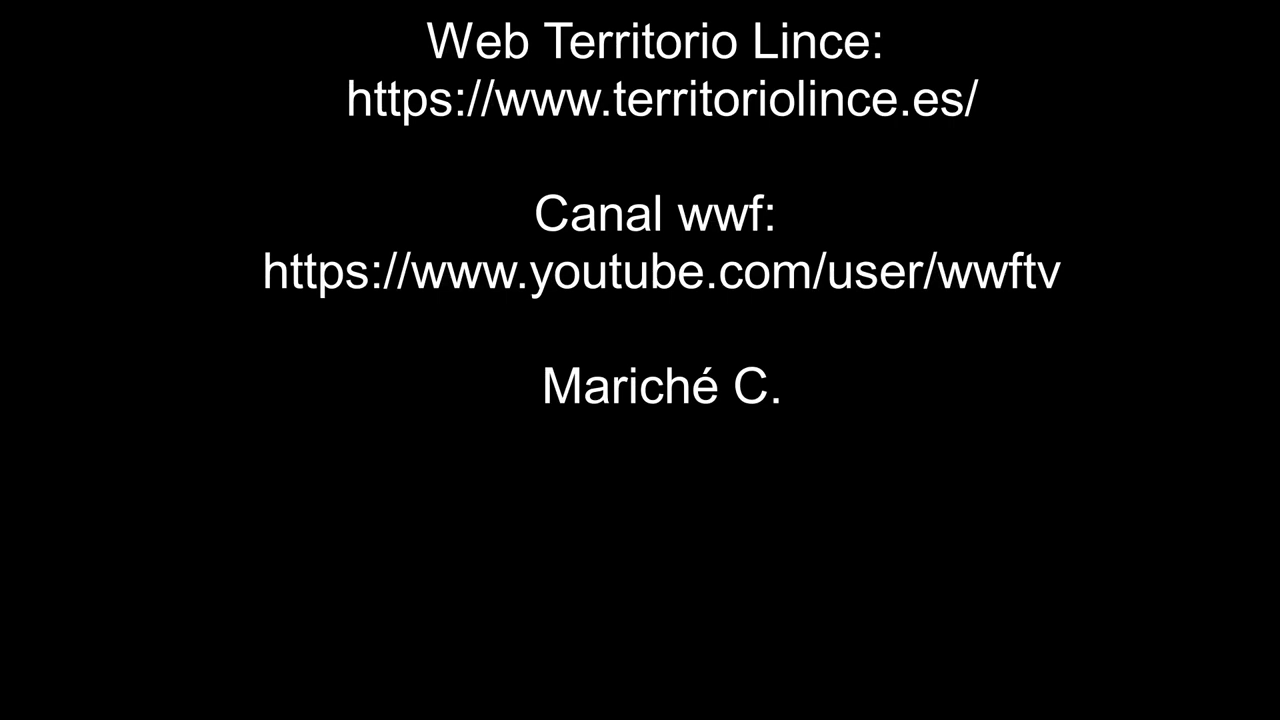 Web Territorio Lince:
https://www.territoriolince.es/
Canal wwf:
https://www.youtube.com/user/wwftv
Mariché C.